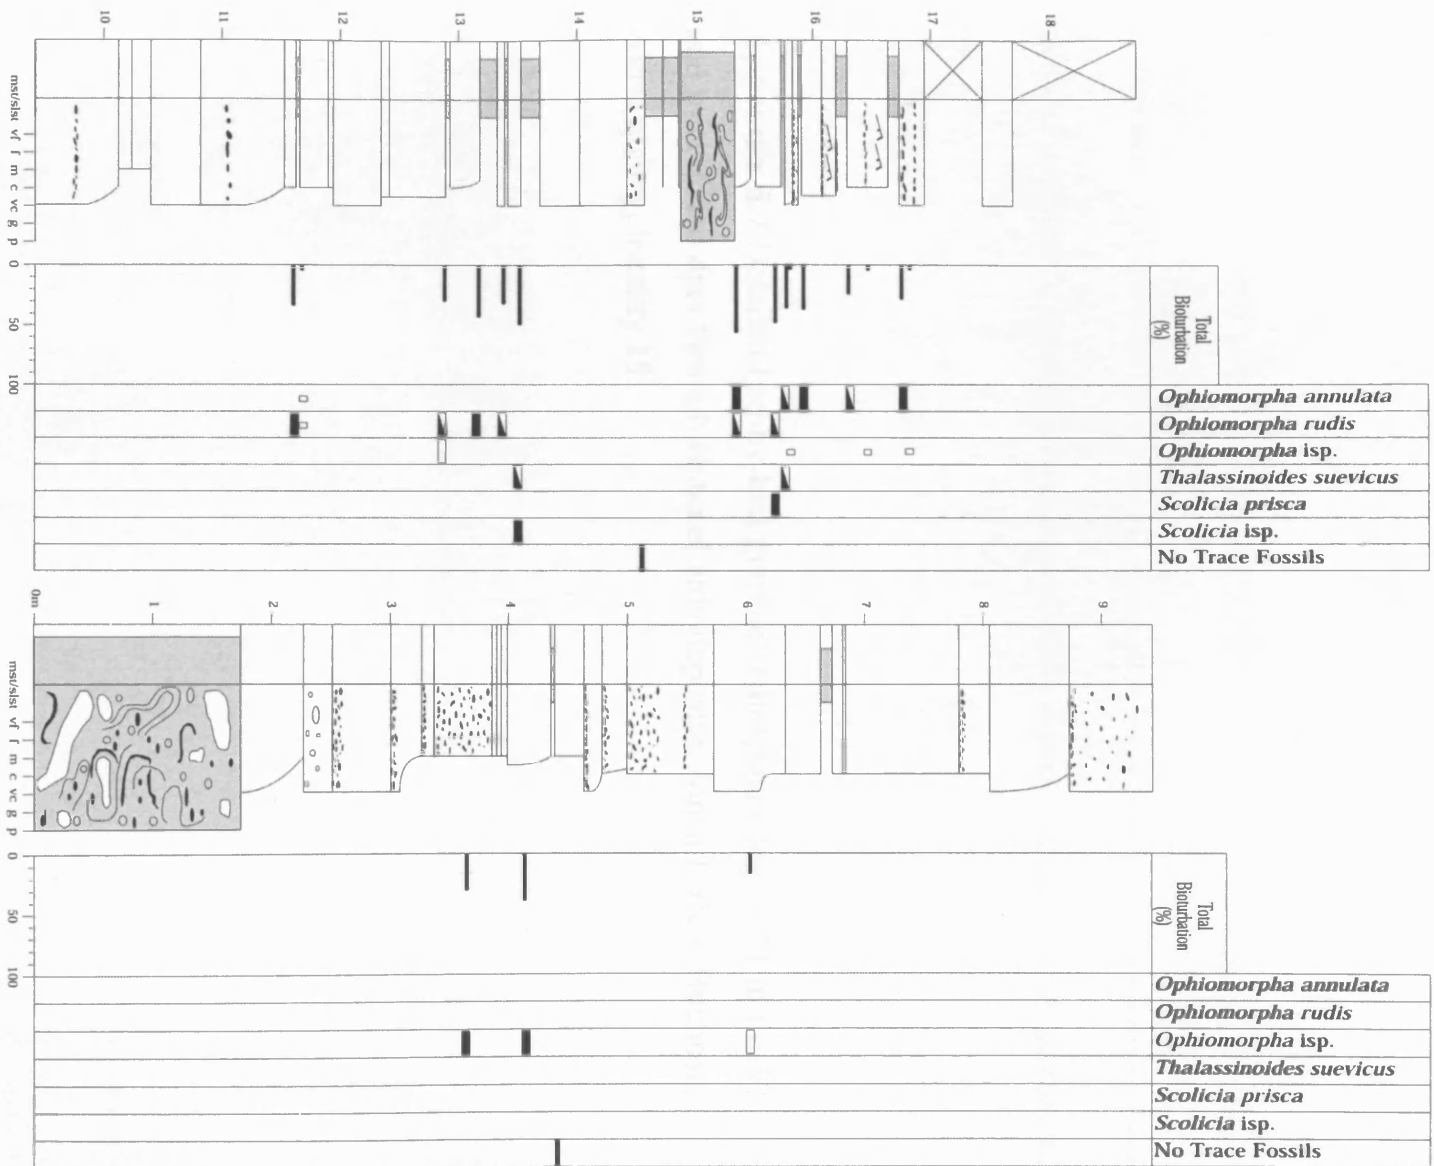 10
11
12
13
14
15
16
17
18
mst/slst vf f m c vc g p
0
50
100
Total
Bioturbation
(%)
Ophiomorpha annulata
Ophiomorpha rudis
Ophiomorpha isp.
Thalassinoides suevicus
Scolicia prisca
Scolicia isp.
No Trace Fossils
0m
1
2
3
4
5
6
7
8
9
mst/slst vf f m c vc g p
0
50
100
Total
Bioturbation
(%)
Ophiomorpha annulata
Ophiomorpha rudis
Ophiomorpha isp.
Thalassinoides suevicus
Scolicia prisca
Scolicia isp.
No Trace Fossils